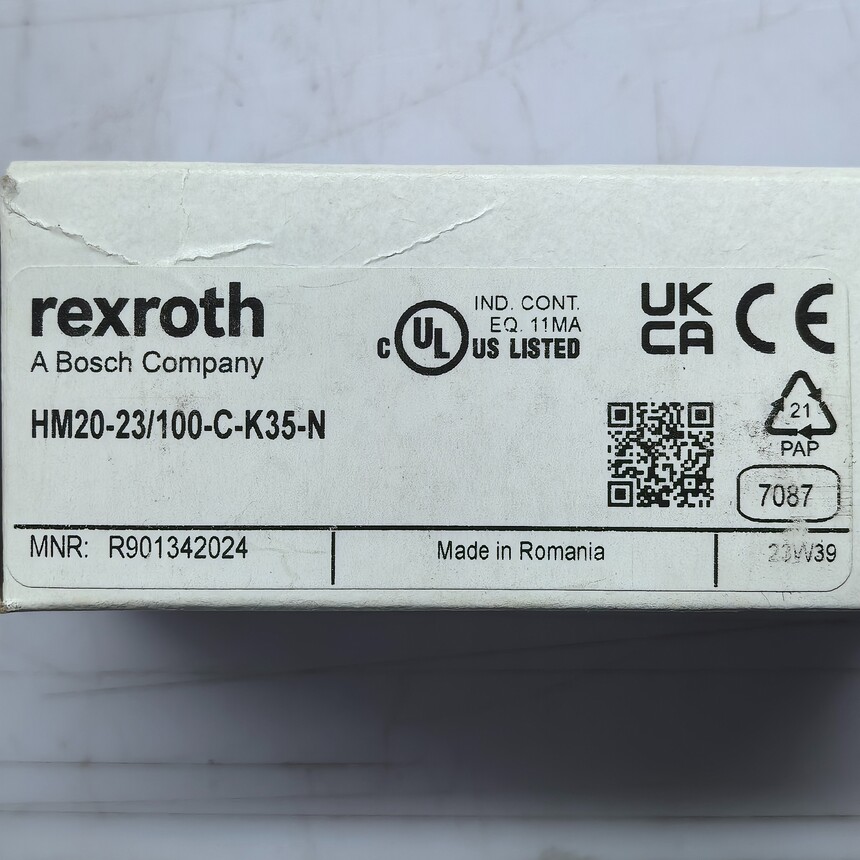 rexroth
A Bosch Company
HM20-23/100-C-K35-N
C UL US LISTED
IND. CONT.
EQ. 11MA
UK
CA
CE
21
PAP
7087
MNR: R901342024
Made in Romania
23W39